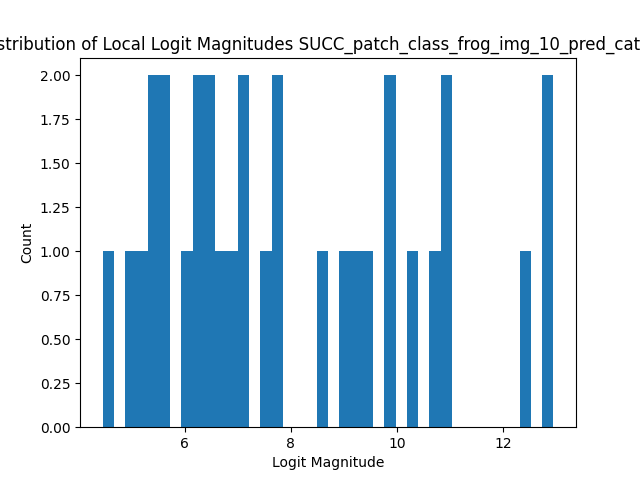 stribution of Local Logit Magnitudes SUCC_patch_class_frog_img_10_pred_cat
2.00
1.75
1.50
1.25
1.00
0.75
0.50
0.25
0.00
Count
6 8 10 12
Logit Magnitude